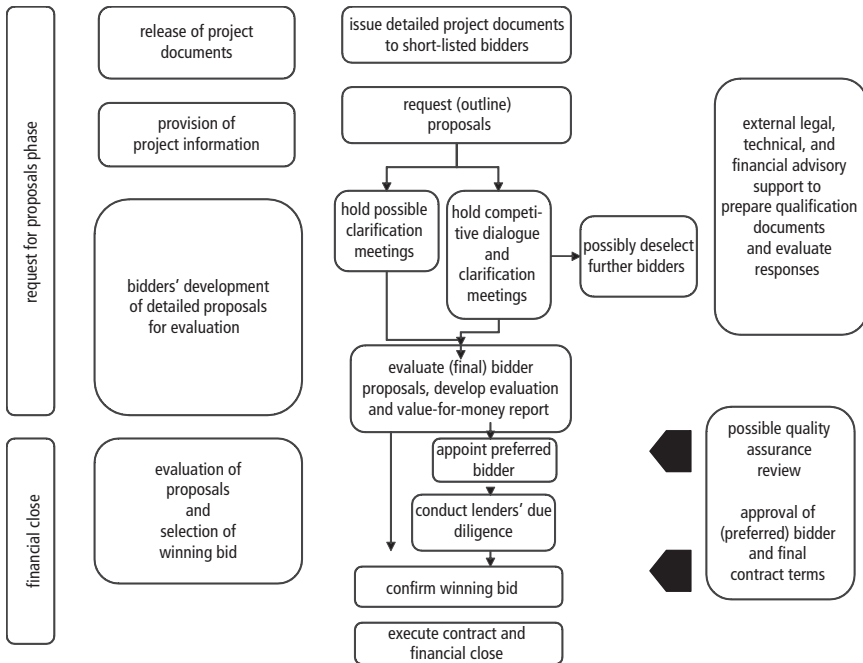 request for proposals phase
release of project
documents
provision of
project information
bidders’ development
of detailed proposals
for evaluation
issue detailed project documents
to short-listed bidders
request (outline)
proposals
hold possible
clarification
meetings
hold competi-
tive dialogue
and
clarification
meetings
possibly deselect
further bidders
evaluate (final) bidder
proposals, develop evaluation
and value-for-money report
external legal,
technical, and
financial advisory
support to
prepare qualification
documents
and evaluate
responses
financial close
evaluation of
proposals
and
selection of
winning bid
appoint preferred
bidder
conduct lenders’ due
diligence
confirm winning bid
execute contract and
financial close
possible quality
assurance
review
approval of
(preferred) bidder
and final
contract terms